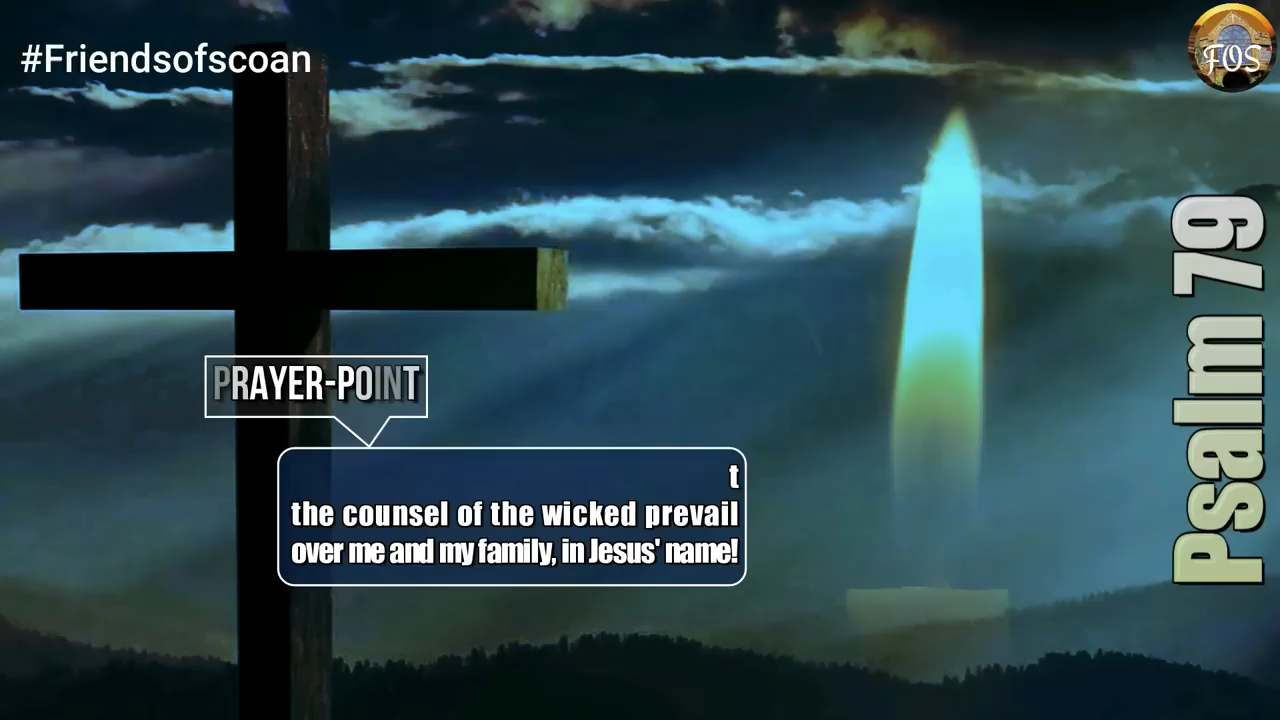 #Friendsofscoan
FOS
PRAYER-POINT
t
the counsel of the wicked prevail
over me and my family, in Jesus' name!
Psalm 79